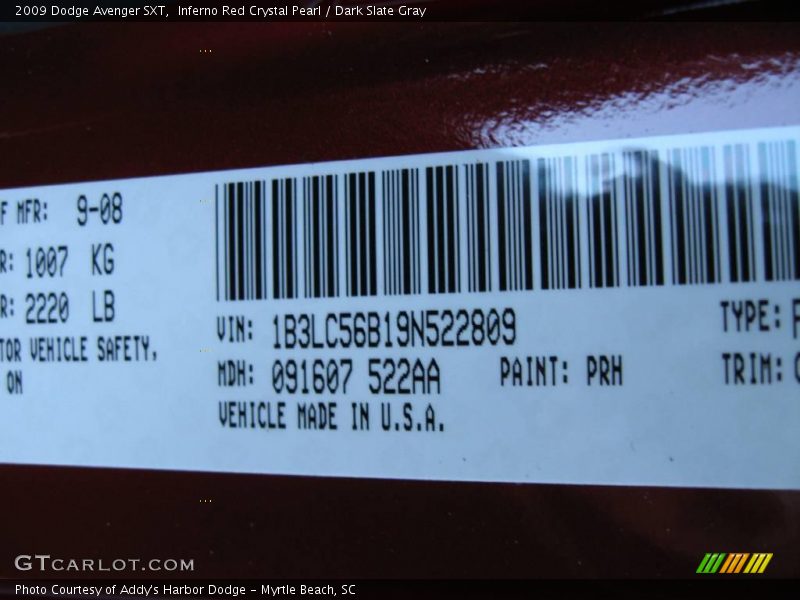 2009 Dodge Avenger SXT,  Inferno Red Crystal Pearl / Dark Slate Gray
F MFR: 9-08
R: 1007 KG
R: 2220 LB
TOR VEHICLE SAFETY,
ON
VIN: 1B3LC56B19N522809
TYPE:
MDH: 091607 522AA PAINT: PRH
TRIM:
VEHICLE MADE IN U.S.A.
GTCARLOT.COM
Photo Courtesy of Addy's Harbor Dodge - Myrtle Beach, SC